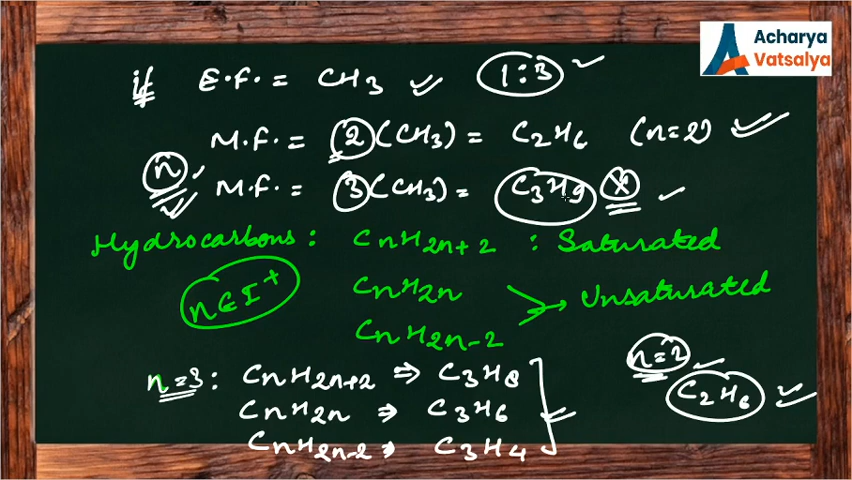 Acharya
Vatsalya
if E.F. = CH3 1:3
M.F. = 2(CH3) = C2H6 (n=2)
n
M.F. = 3(CH3) = C3H9 X
Hydrocarbons : CnH2n+2 : Saturated
n∈I+ CnH2n
CnH2n-2 Unsaturated
n=3 : CnH2n+2 ⇒ C3H8
CnH2n ⇒ C3H6
CnH2n-2 ⇒ C3H4
n=2
C2H6